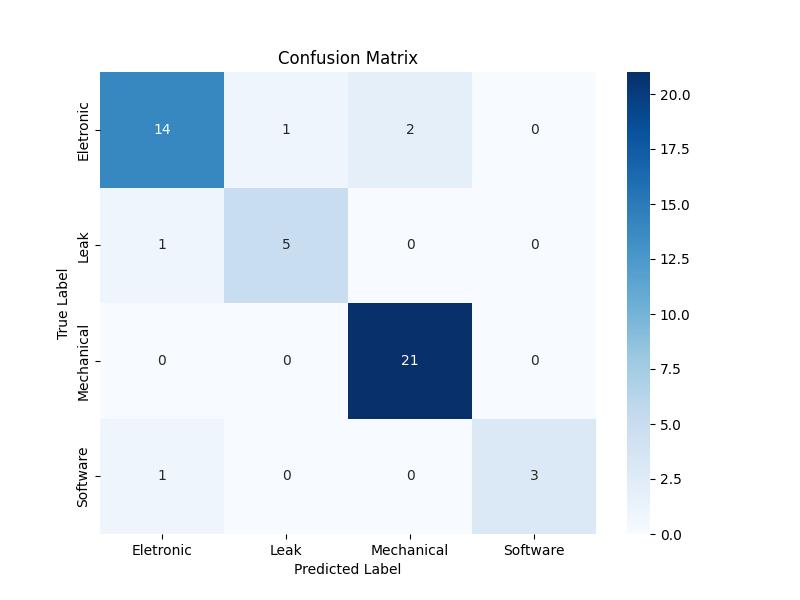 Confusion Matrix
Eletronic
14 1 2 0
Leak
1 5 0 0
Mechanical
0 0 21 0
Software
1 0 0 3
True Label
Eletronic Leak Mechanical Software
Predicted Label
20.0
17.5
15.0
12.5
10.0
7.5
5.0
2.5
0.0